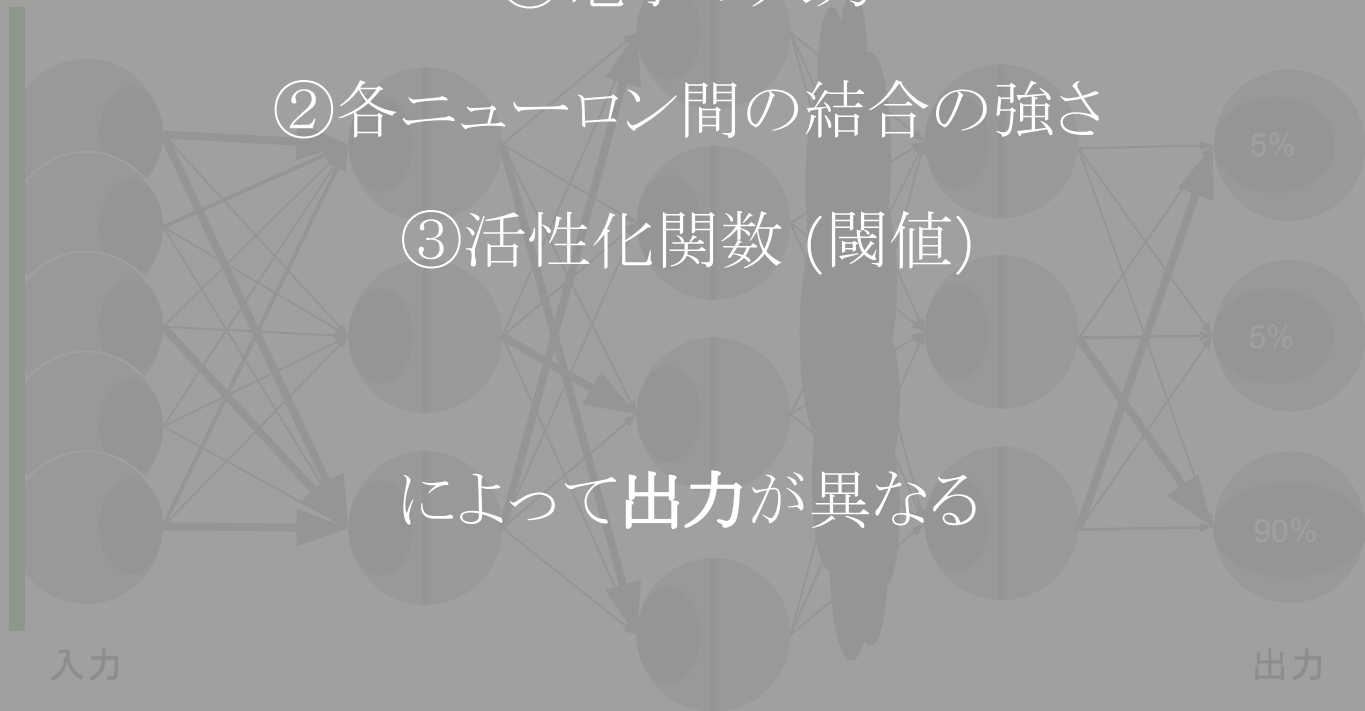 ②各ニューロン間の結合の強さ
5%
③活性化関数 (閾値)
5%
によって出力が異なる
90%
入力
出力